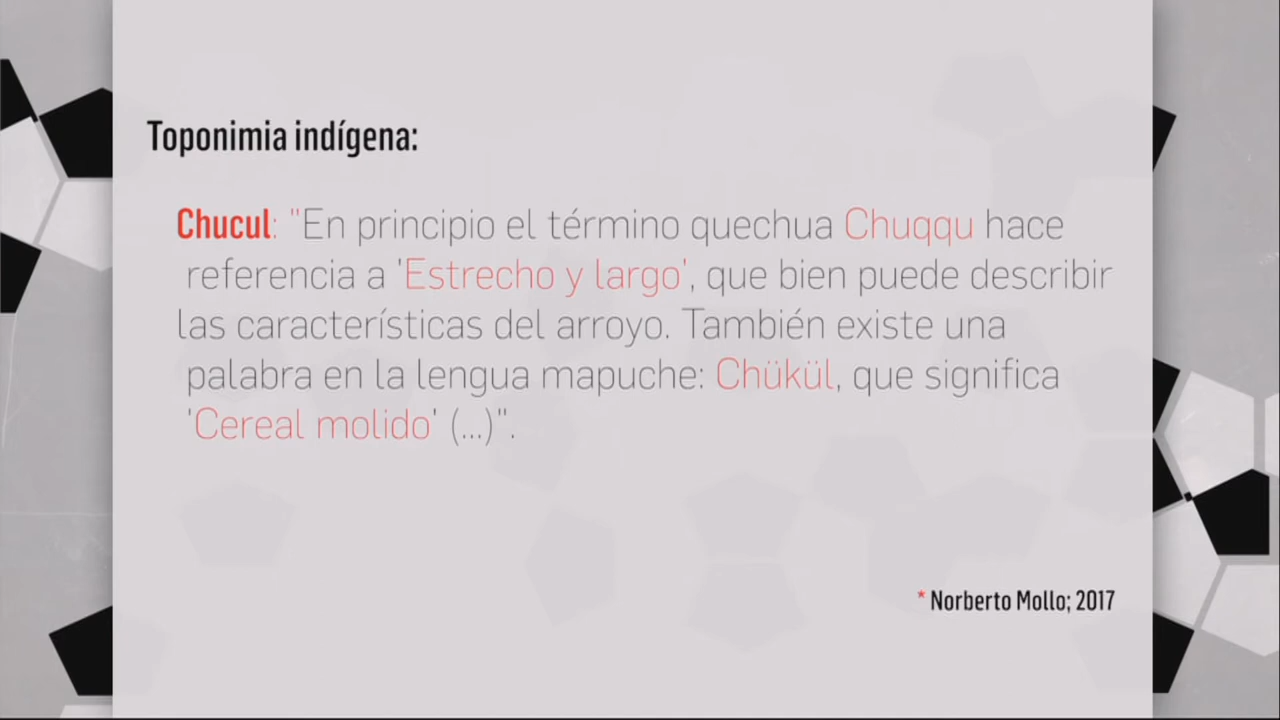 Toponimia indígena:
Chucul: "En principio el término quechua Chuqqu hace
referencia a 'Estrecho y largo', que bien puede describir
las características del arroyo. También existe una
palabra en la lengua mapuche: Chükül, que significa
'Cereal molido' (...)".
* Norberto Mollo; 2017